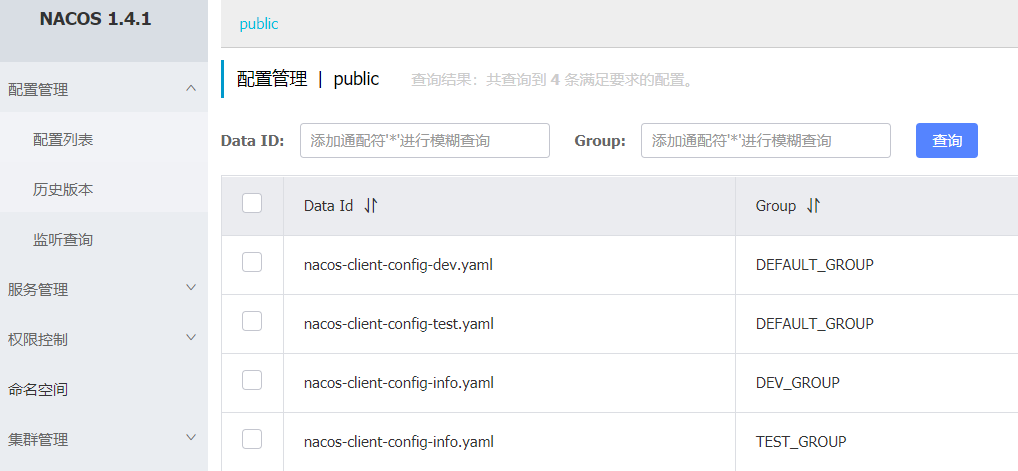 NACOS 1.4.1
配置管理
配置列表
历史版本
监听查询
服务管理
权限控制
命名空间
集群管理
public
配置管理 | public 查询结果：共查询到 4 条满足要求的配置。
Data ID: 添加通配符'*'进行模糊查询 Group: 添加通配符'*'进行模糊查询 查询
Data Id Group
nacos-client-config-dev.yaml DEFAULT_GROUP
nacos-client-config-test.yaml DEFAULT_GROUP
nacos-client-config-info.yaml DEV_GROUP
nacos-client-config-info.yaml TEST_GROUP